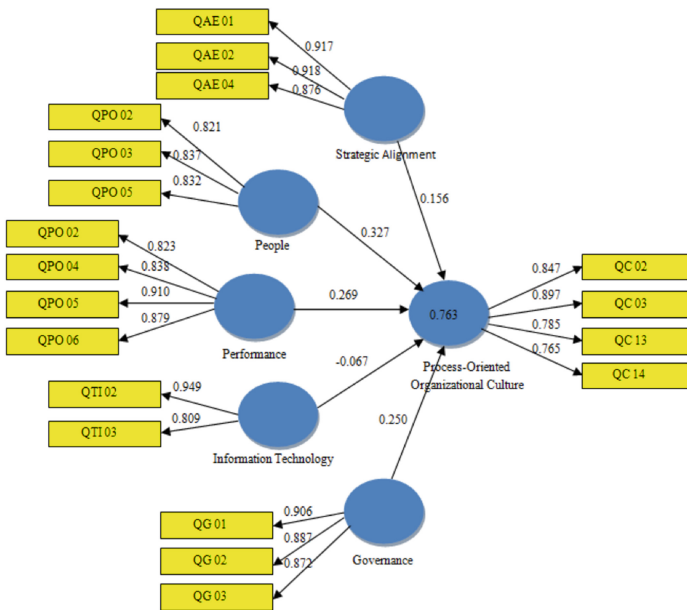 QAE 01
0.917
QAE 02
0.918
QAE 04
0.876
Strategic Alignment
0.156
QPO 02
0.821
QPO 03
0.837
QPO 05
0.832
People
0.327
QPO 02
0.823
QPO 04
0.838
QPO 05
0.910
QPO 06
0.879
Performance
0.269
QTI 02
0.949
QTI 03
0.809
Information Technology
-0.067
QG 01
0.906
QG 02
0.887
QG 03
0.872
Governance
0.250
0.763
Process-Oriented
Organizational Culture
0.847
QC 02
0.897
QC 03
0.785
QC 13
0.765
QC 14